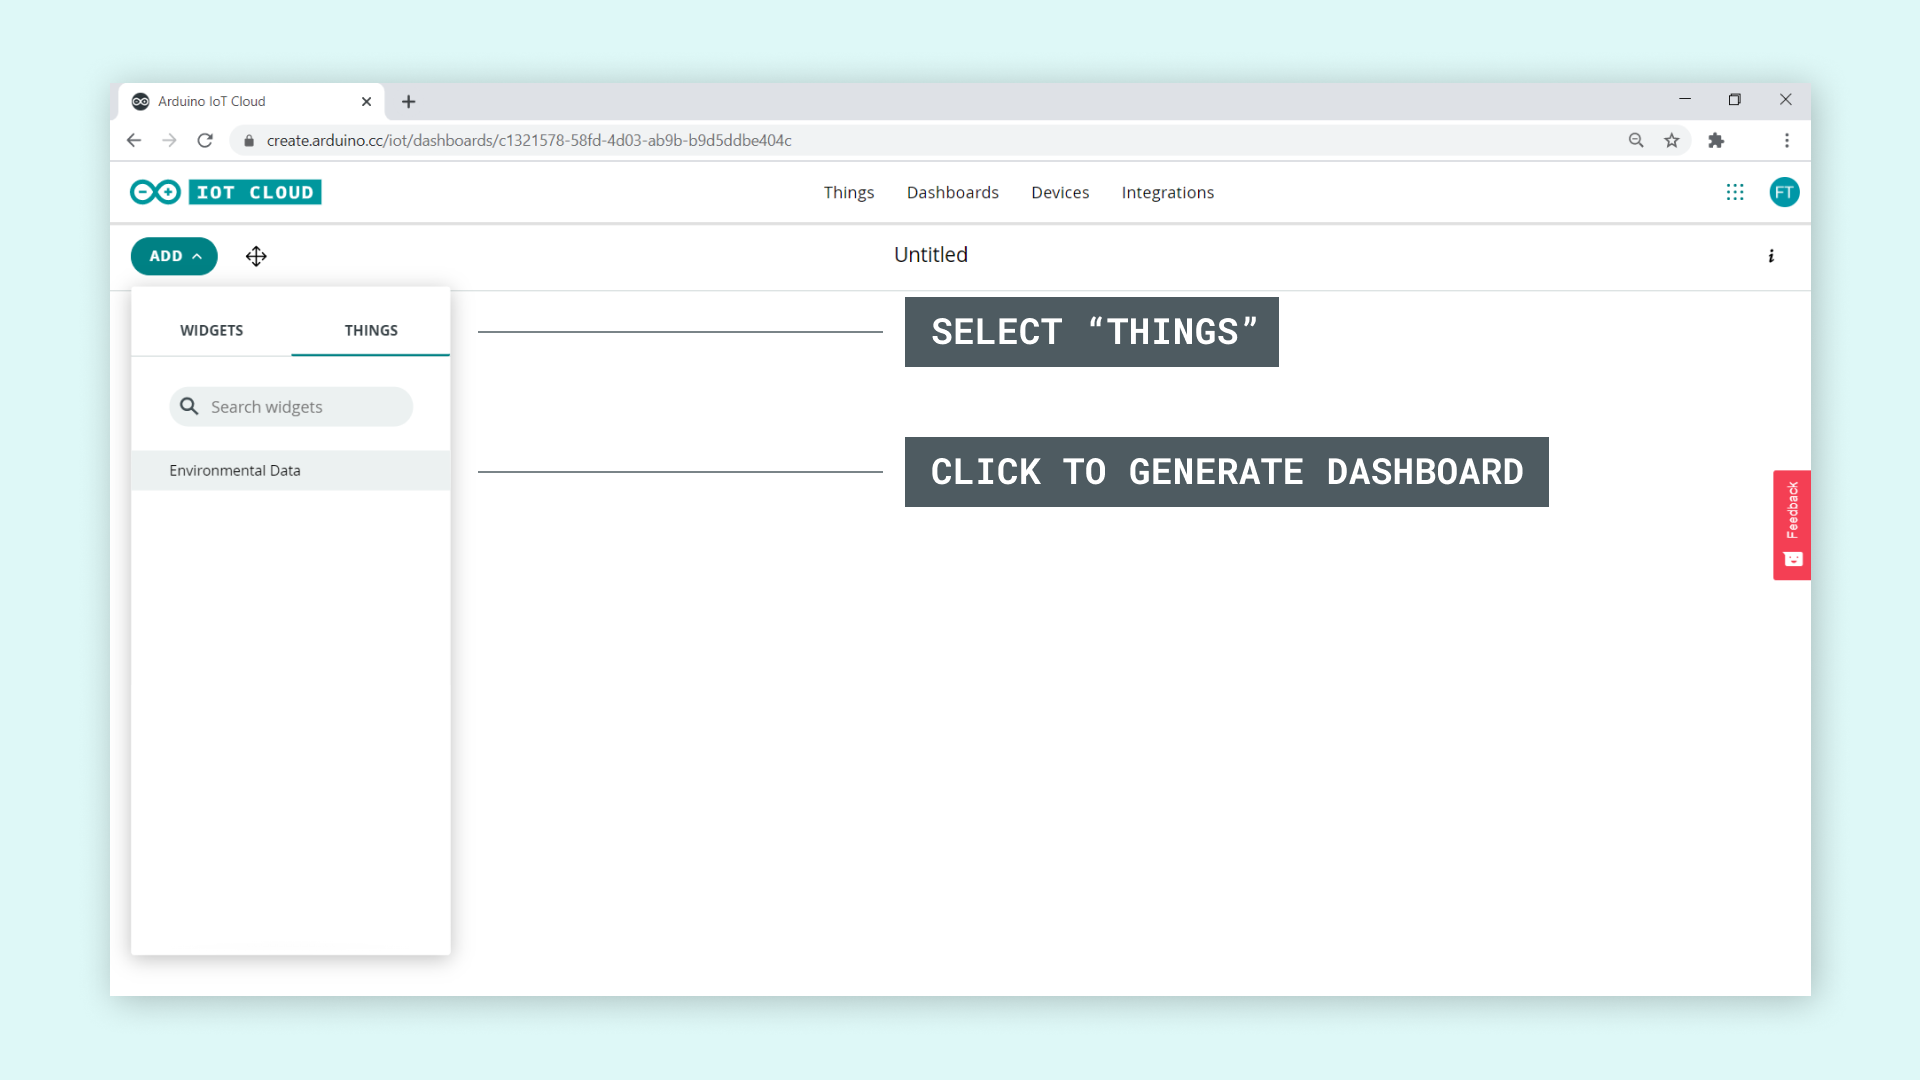 Arduino IoT Cloud
create.arduino.cc/iot/dashboards/c1321578-58fd-4d03-ab9b-b9d5ddbe404c
IOT CLOUD
Things
Dashboards
Devices
Integrations
FT
ADD
Untitled
i
WIDGETS
THINGS
SELECT “THINGS”
Search widgets
Environmental Data
CLICK TO GENERATE DASHBOARD
Feedback